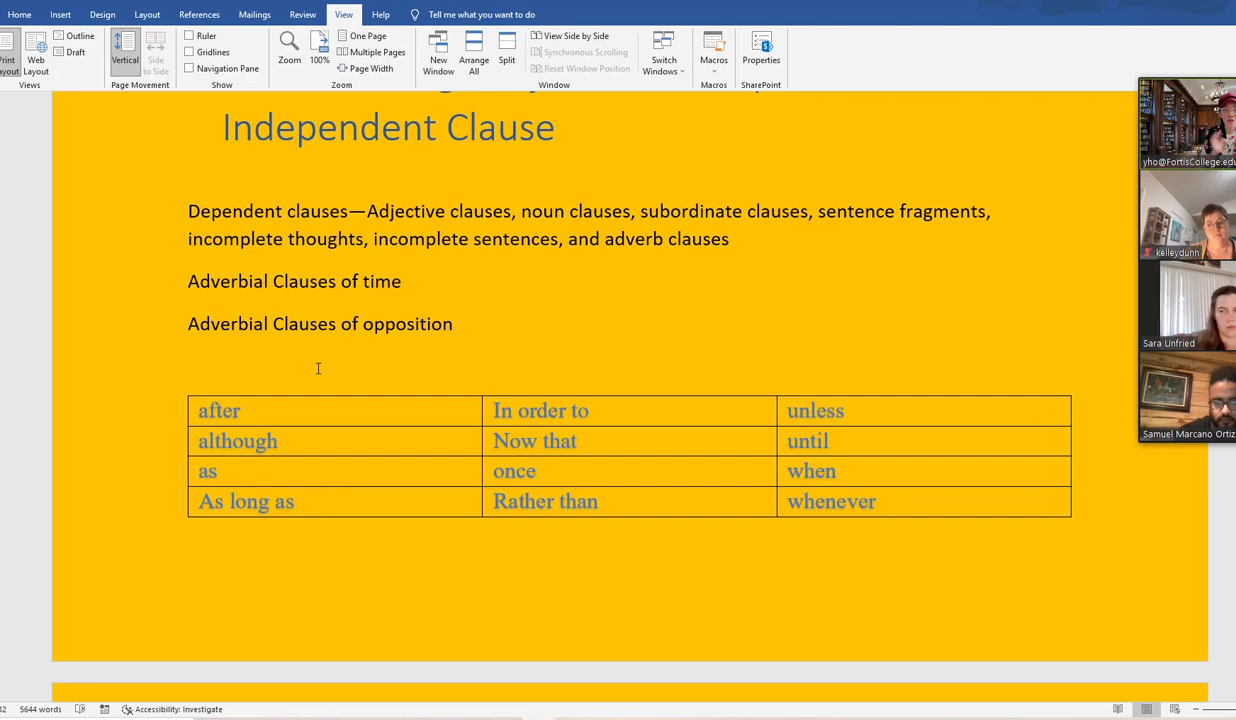 Home Insert Design Layout References Mailings Review View Help Tell me what you want to do
Outline
Draft
Web Layout
Views
Vertical
Side to Side
Page Movement
Ruler
Gridlines
Navigation Pane
Show
Zoom
100%
One Page
Multiple Pages
Page Width
Zoom
New Window
Arrange All
Split
View Side by Side
Synchronous Scrolling
Reset Window Position
Switch Windows
Window
Macros
Macros
Properties
SharePoint
Independent Clause
Dependent clauses—Adjective clauses, noun clauses, subordinate clauses, sentence fragments,
incomplete thoughts, incomplete sentences, and adverb clauses
Adverbial Clauses of time
Adverbial Clauses of opposition
after In order to unless
although Now that until
as once when
As long as Rather than whenever
yho@FortisCollege.edu
kelleydunn
Sara Unfried
Samuel Marcano Ortiz
5644 words
Accessibility: Investigate